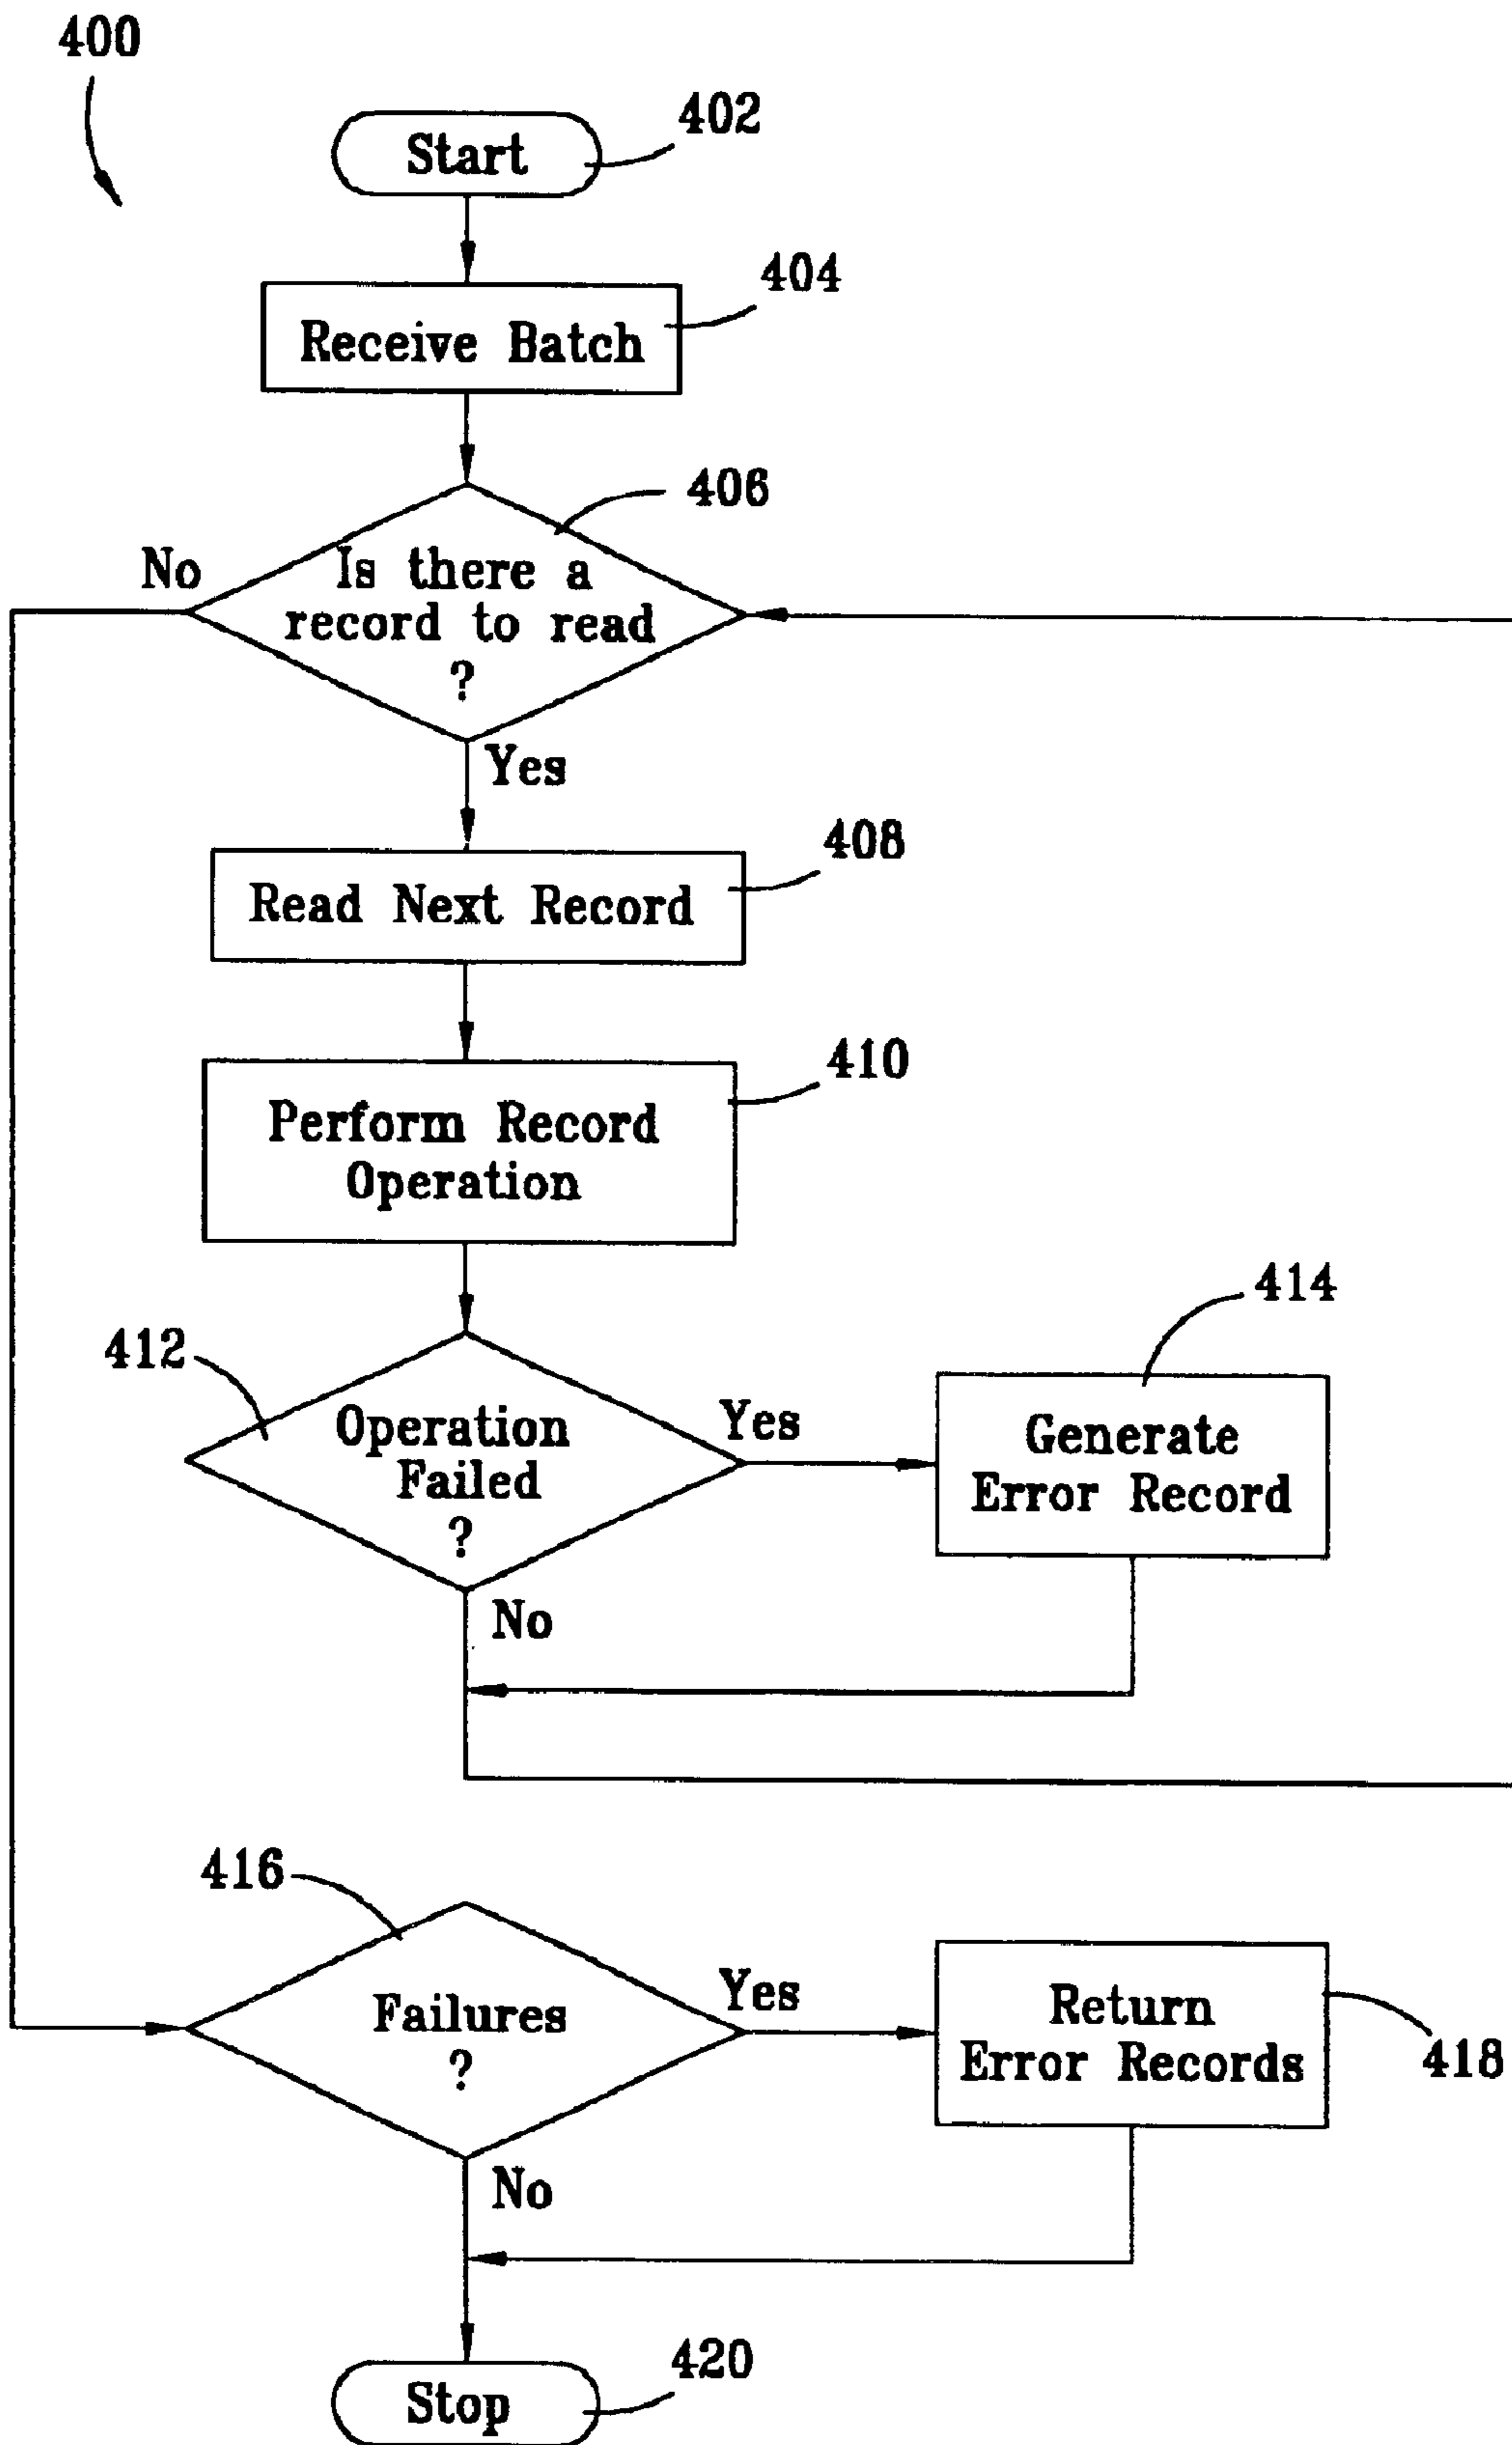 400
402
Start
404
Receive Batch
406
No
Is there a
record to read
?
Yes
408
Read Next Record
410
Perform Record
Operation
412
Operation
Failed
?
Yes
414
Generate
Error Record
No
416
Failures
?
Yes
Return
Error Records
418
No
420
Stop